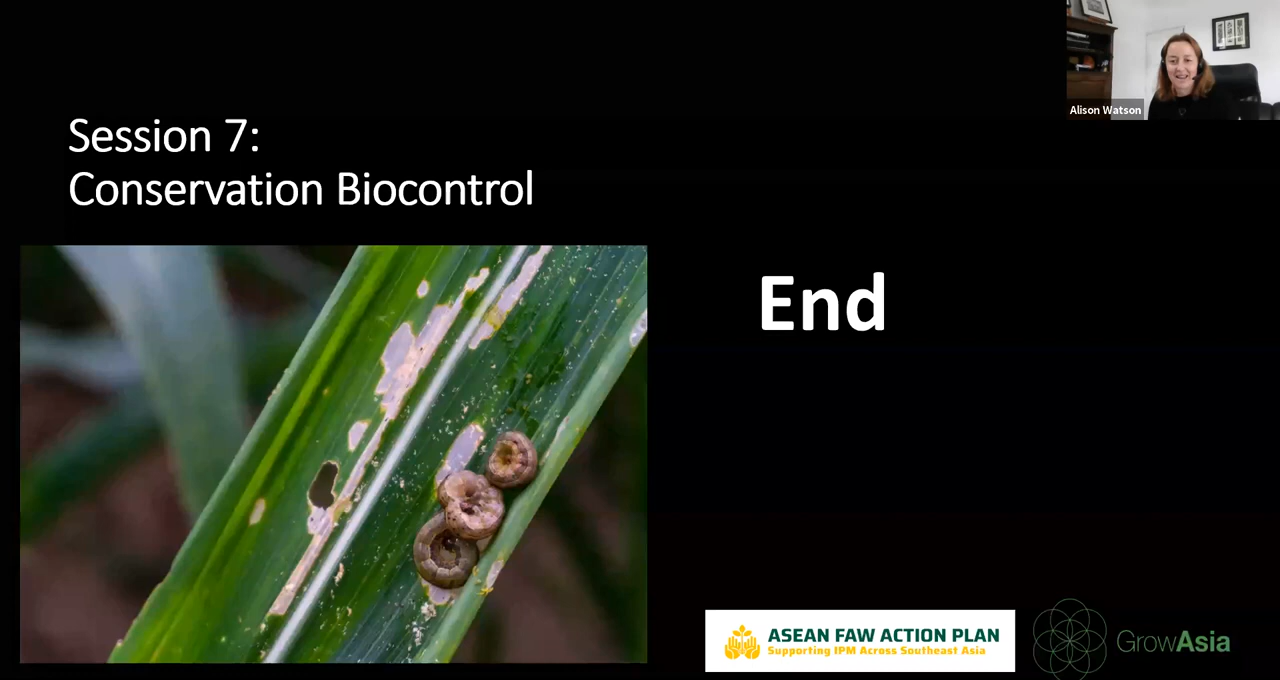 Alison Watson
Session 7:
Conservation Biocontrol
End
ASEAN FAW ACTION PLAN
Supporting IPM Across Southeast Asia
GrowAsia